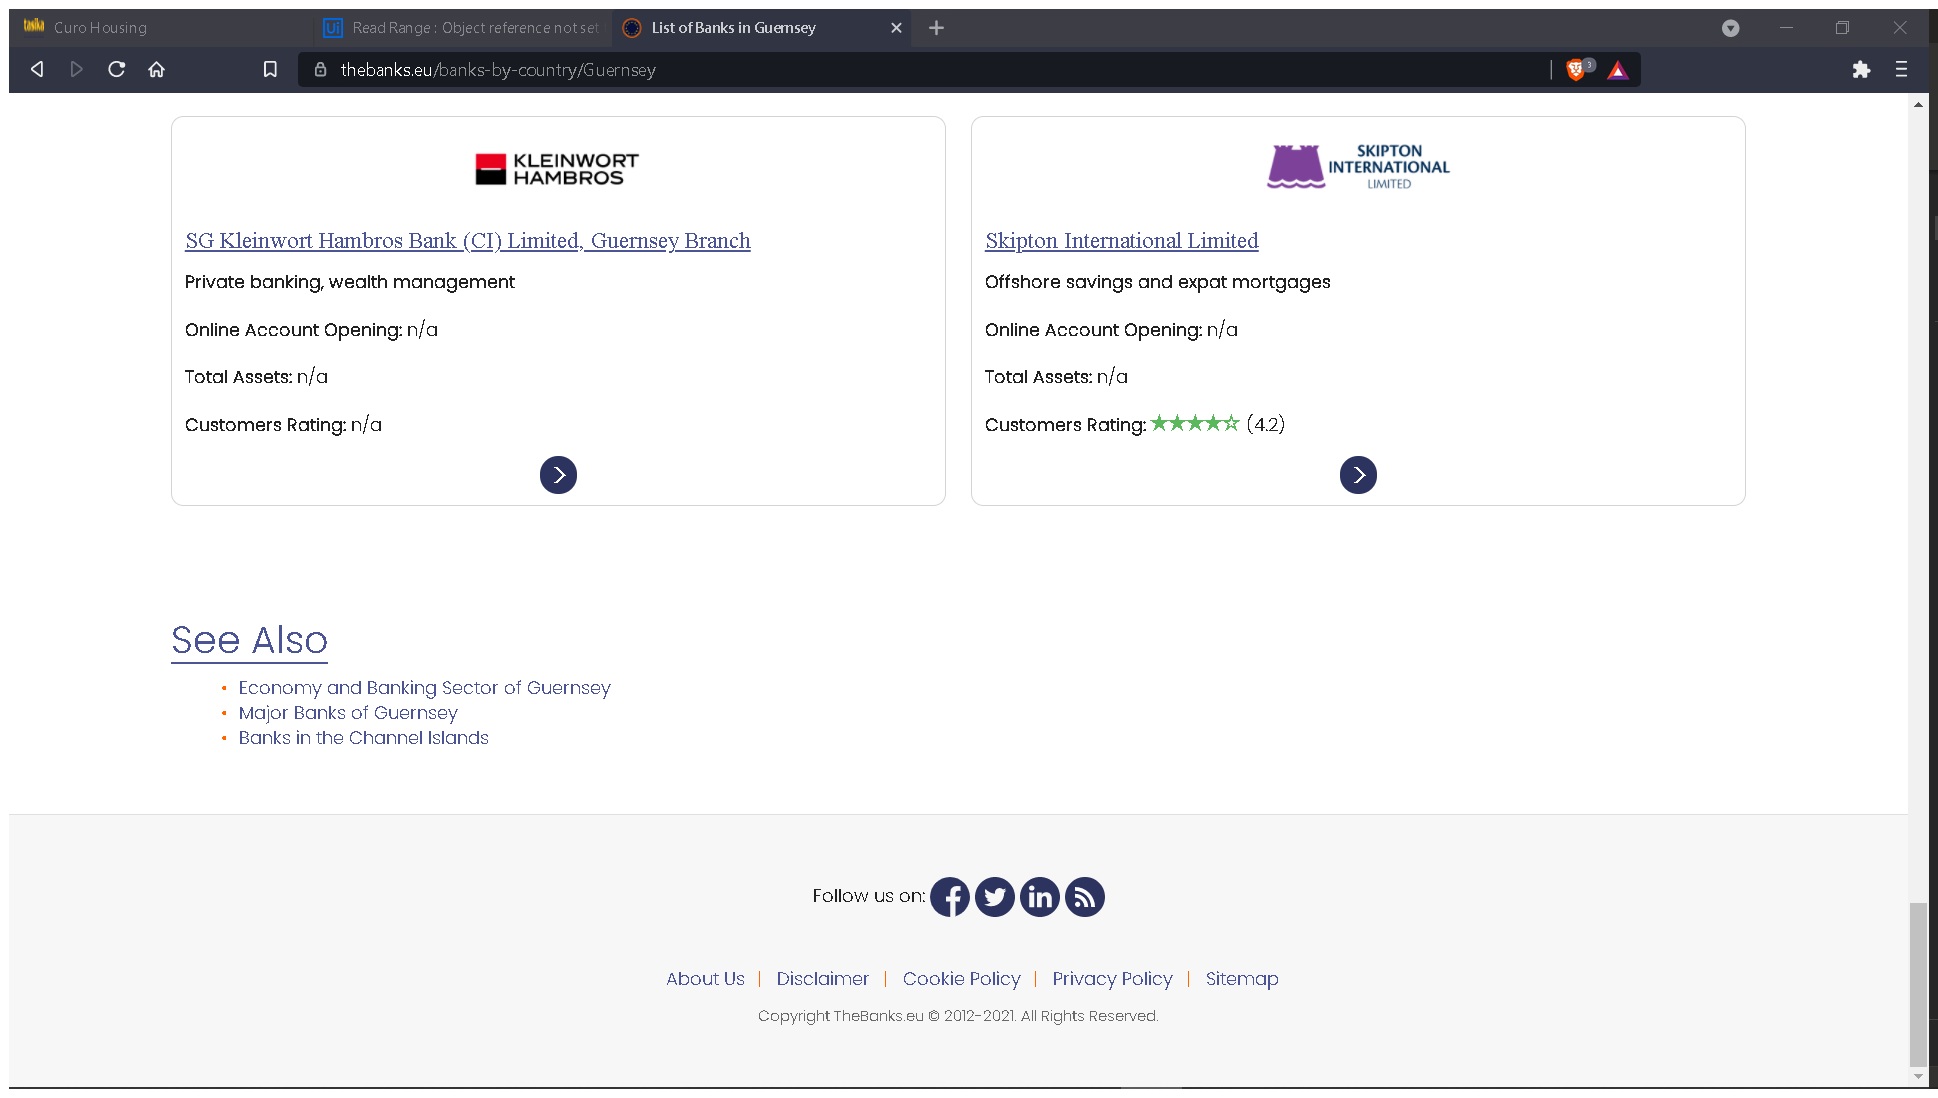 tasika Curo Housing
Ui Read Range : Object reference not set
List of Banks in Guernsey
thebanks.eu/banks-by-country/Guernsey
3
KLEINWORT
HAMBROS
SG Kleinwort Hambros Bank (CI) Limited, Guernsey Branch
Private banking, wealth management
Online Account Opening: n/a
Total Assets: n/a
Customers Rating: n/a
SKIPTON
INTERNATIONAL
LIMITED
Skipton International Limited
Offshore savings and expat mortgages
Online Account Opening: n/a
Total Assets: n/a
Customers Rating: ★★★★☆ (4.2)
See Also
• Economy and Banking Sector of Guernsey
• Major Banks of Guernsey
• Banks in the Channel Islands
Follow us on:
About Us | Disclaimer | Cookie Policy | Privacy Policy | Sitemap
Copyright TheBanks.eu © 2012-2021. All Rights Reserved.